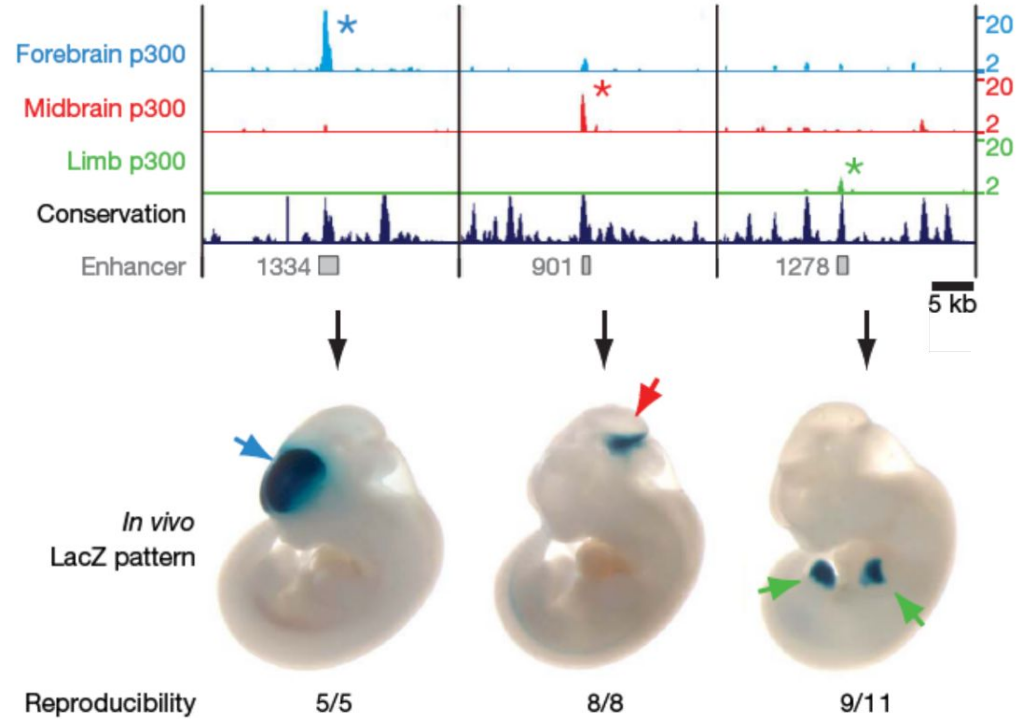 20
Forebrain p300 *
2
20
Midbrain p300 *
2
20
Limb p300 *
2
Conservation
Enhancer 1334 901 1278
5 kb
In vivo
LacZ pattern
Reproducibility 5/5 8/8 9/11